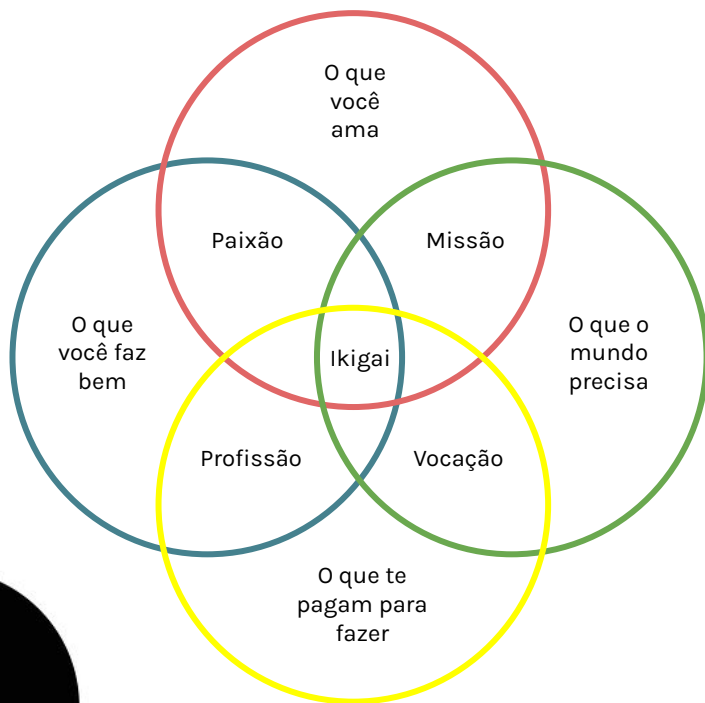 O que
você
ama
Paixão
Missão
O que
você faz
bem
Ikigai
O que o
mundo
precisa
Profissão
Vocação
O que te
pagam para
fazer